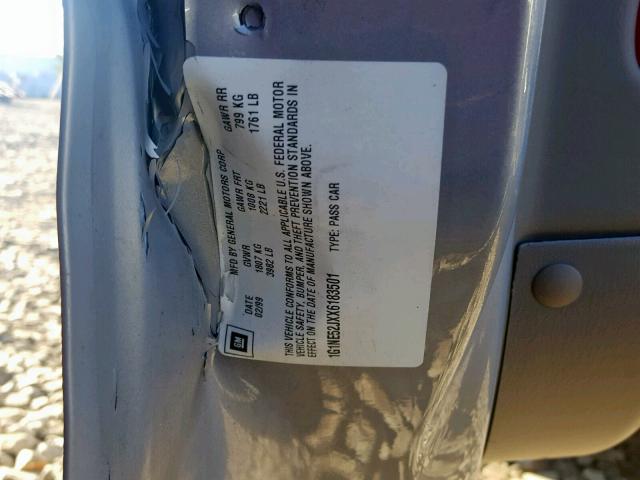 GM
MFD BY GENERAL MOTORS CORP
DATE GVWR GAWR FRT GAWR RR
02/99 1807 KG 1008 KG 799 KG
3982 LB 2221 LB 1761 LB
THIS VEHICLE CONFORMS TO ALL APPLICABLE U.S. FEDERAL MOTOR
VEHICLE SAFETY, BUMPER, AND THEFT PREVENTION STANDARDS IN
EFFECT ON THE DATE OF MANUFACTURE SHOWN ABOVE.
1G1NE52JXX6183501 TYPE: PASS CAR